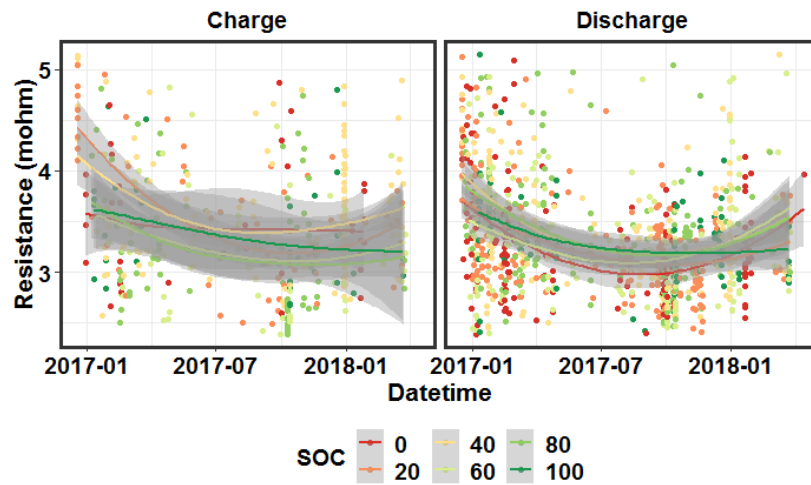 Charge Discharge
5
4
3
Resistance (mohm)
2017-01 2017-07 2018-01 2017-01 2017-07 2018-01
Datetime
SOC 0 40 80
20 60 100